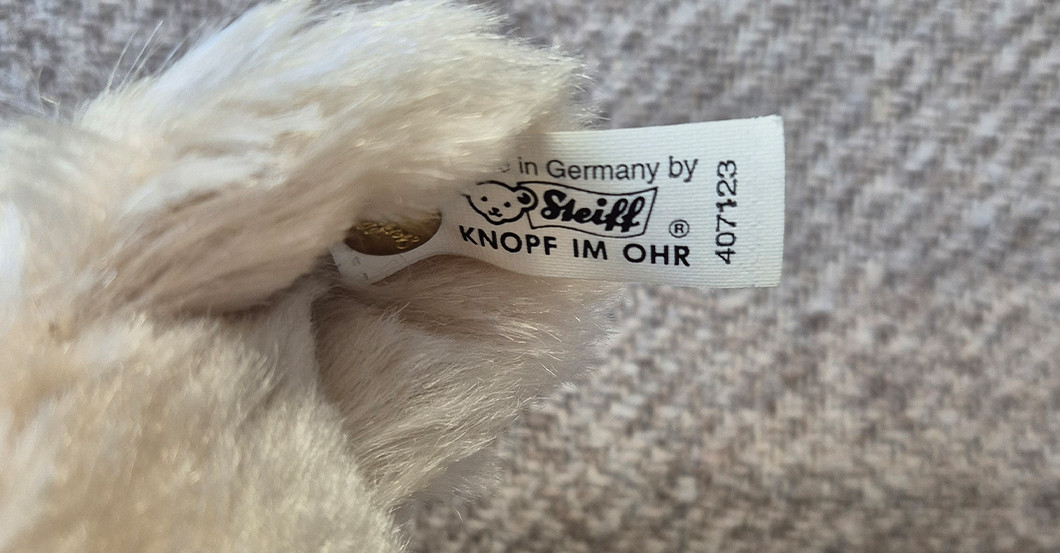 in Germany by
Steiff
®
KNOPF IM OHR
407123